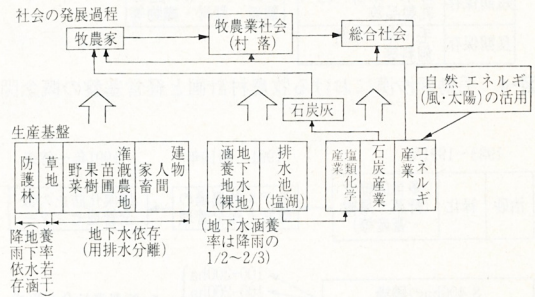 社会の発展過程
牧農家
牧農業社会
(村 落)
総合社会
自然エネルギ
(風・太陽)の活用
石炭灰
生産基盤
防護林
草地
野菜
果樹
苗圃
灌漑農地
家畜
人間
建物
涵養地(裸地)
地下水
排水池
(塩湖)
塩類化学
産業
石炭産業
エネルギ
産業
降雨依存
(地下水涵
養率若干)
地下水依存
(用排水分離)
(地下水涵養
率は降雨の
1/2〜2/3)